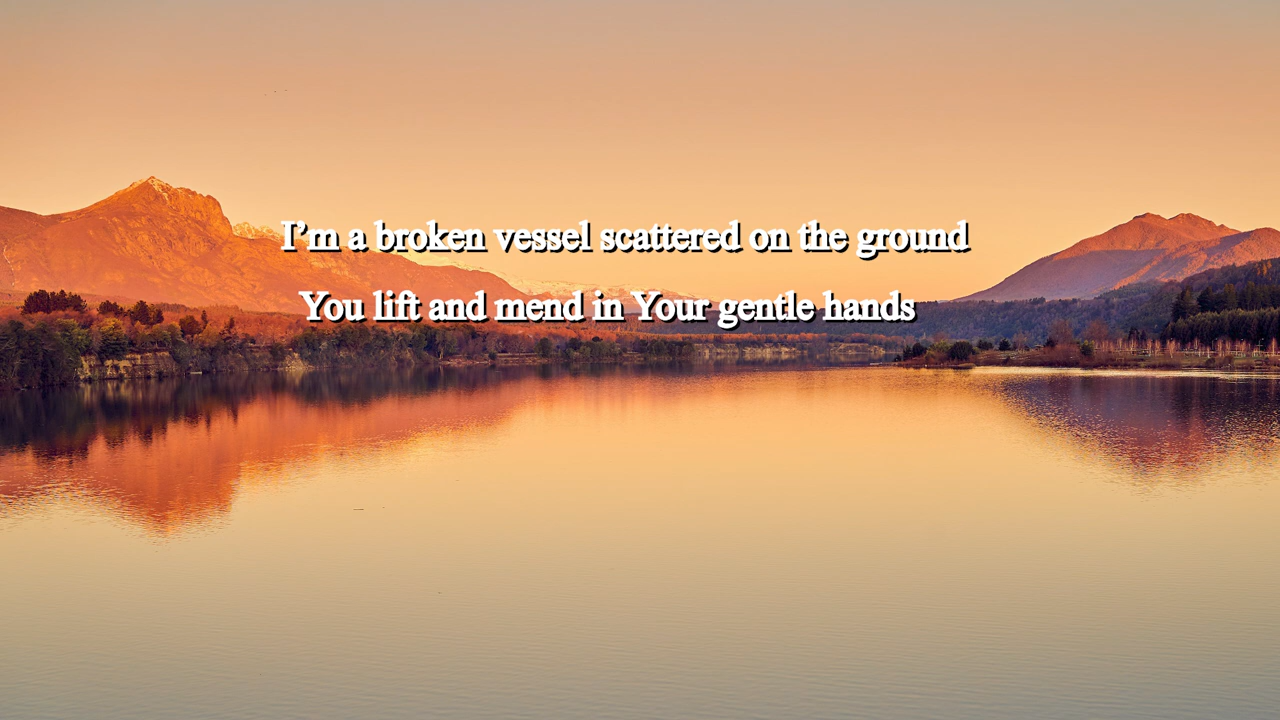 I’m a broken vessel scattered on the ground
You lift and mend in Your gentle hands